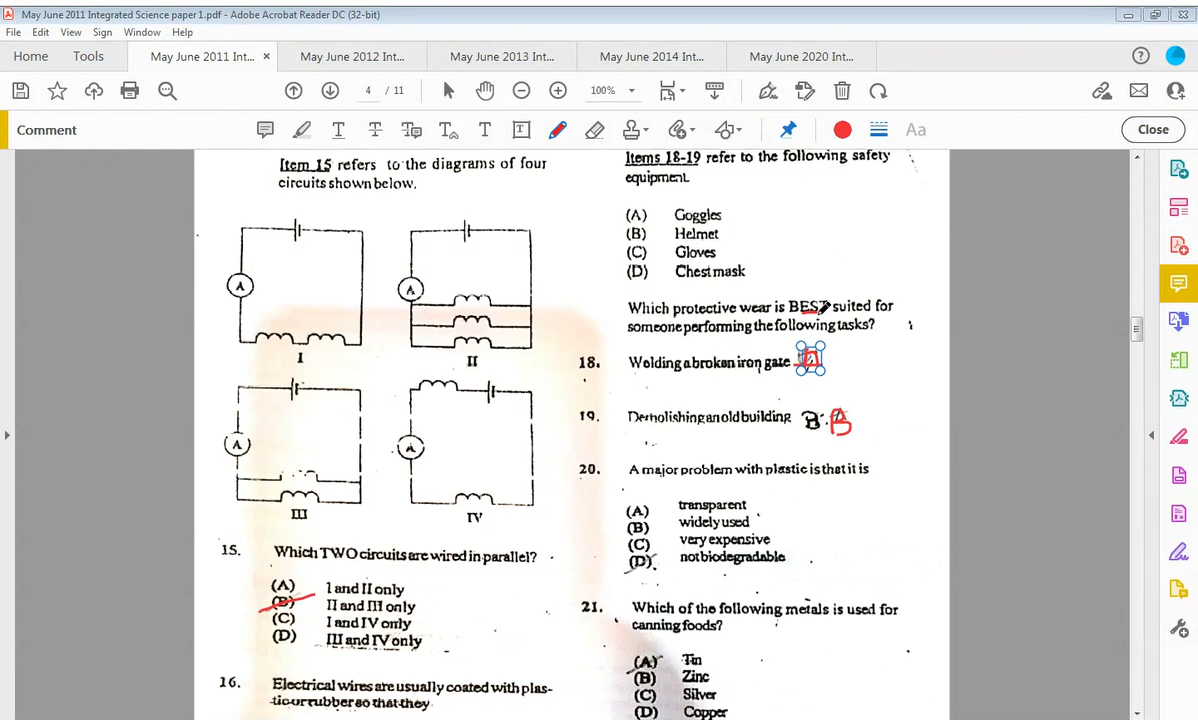 May June 2011 Integrated Science paper 1.pdf - Adobe Acrobat Reader DC (32-bit)
File Edit View Sign Window Help
Home Tools May June 2011 Int... × May June 2012 Int... May June 2013 Int... May June 2014 Int... May June 2020 Int...
4 / 11 100%
Comment Close
Item 15 refers to the diagrams of four
circuits shown below.
A
I
A
II
A
III
A
IV
15. Which TWO circuits are wired in parallel?
(A) I and II only
(B) II and III only
(C) I and IV only
(D) III and IV only
16. Electrical wires are usually coated with plas-
tic or rubber so that they
Items 18-19 refer to the following safety
equipment.
(A) Goggles
(B) Helmet
(C) Gloves
(D) Chest mask
Which protective wear is BEST suited for
someone performing the following tasks?
18. Welding a broken iron gate
19. Demolishing an old building B B
20. A major problem with plastic is that it is
(A) transparent
(B) widely used
(C) very expensive
(D) not biodegradable
21. Which of the following metals is used for
canning foods?
(A) Tin
(B) Zinc
(C) Silver
(D) Copper